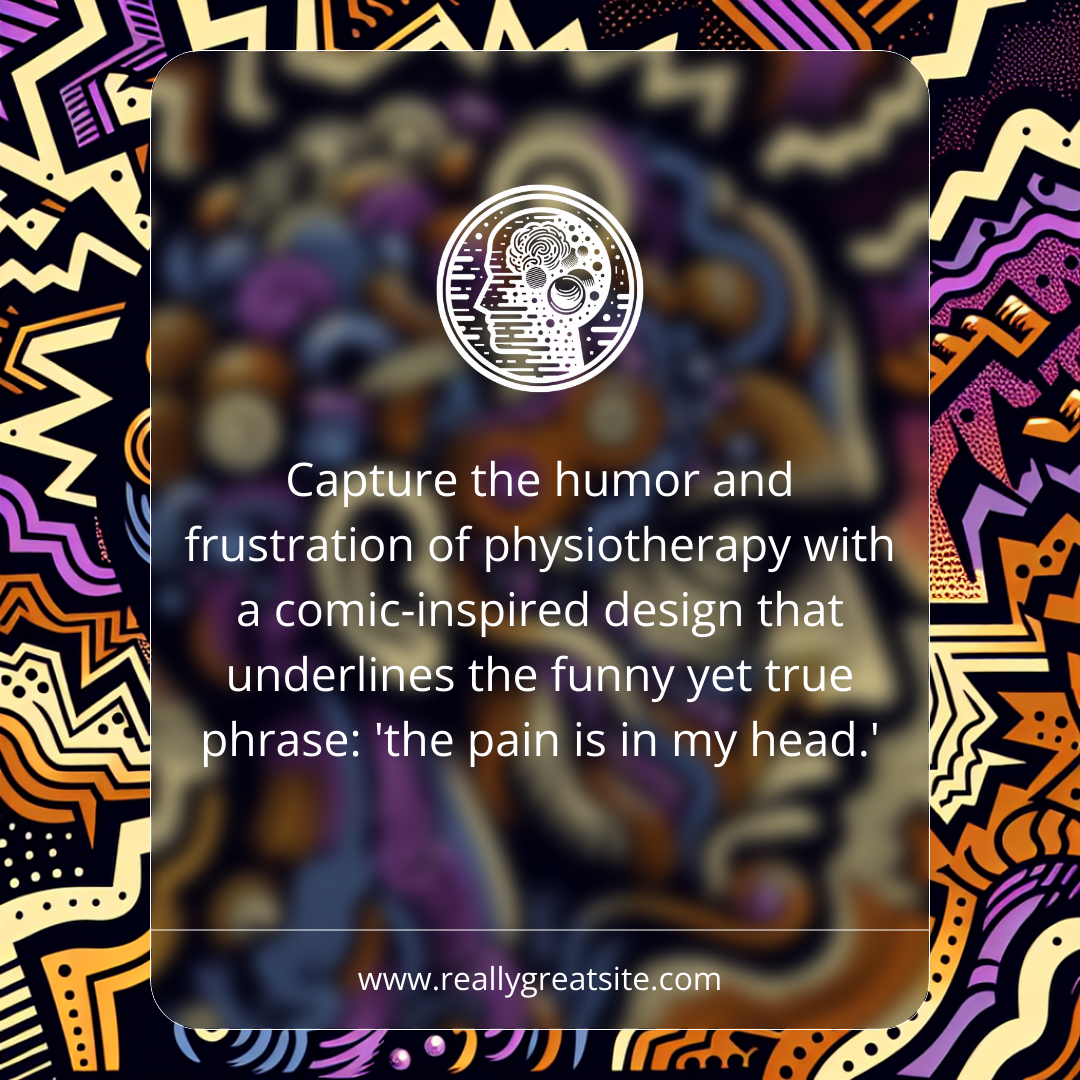 Capture the humor and
frustration of physiotherapy with
a comic-inspired design that
underlines the funny yet true
phrase: 'the pain is in my head.'
www.reallygreatsite.com